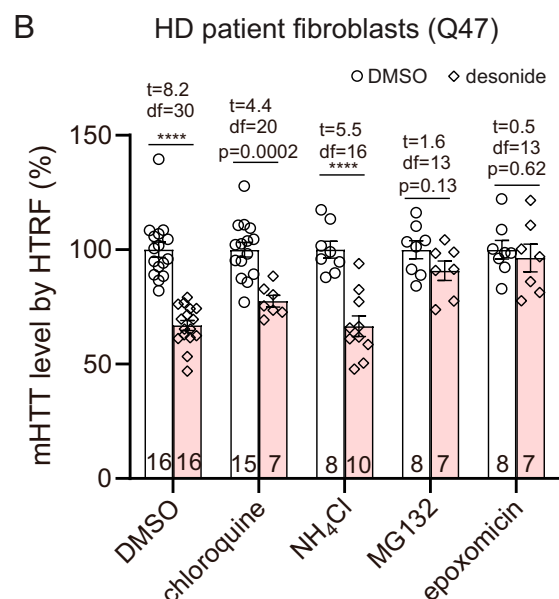 B
HD patient fibroblasts (Q47)
DMSO desonide
t=8.2
df=30
****
t=4.4
df=20
p=0.0002
t=5.5
df=16
****
t=1.6
df=13
p=0.13
t=0.5
df=13
p=0.62
mHTT level by HTRF (%)
150
100
50
0
16 16 15 7 8 10 8 7 8 7
DMSO
chloroquine
NH₄Cl
MG132
epoxomicin